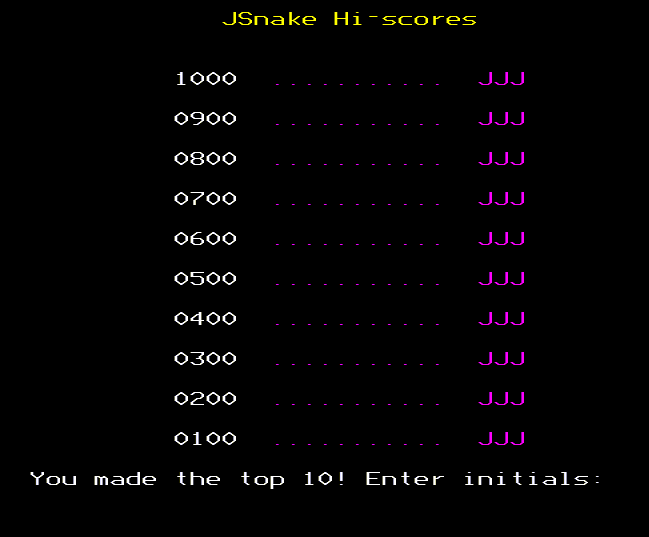 JSnake Hi-scores
1000 ........... JJJ
0900 ........... JJJ
0800 ........... JJJ
0700 ........... JJJ
0600 ........... JJJ
0500 ........... JJJ
0400 ........... JJJ
0300 ........... JJJ
0200 ........... JJJ
0100 ........... JJJ
You made the top 10! Enter initials: